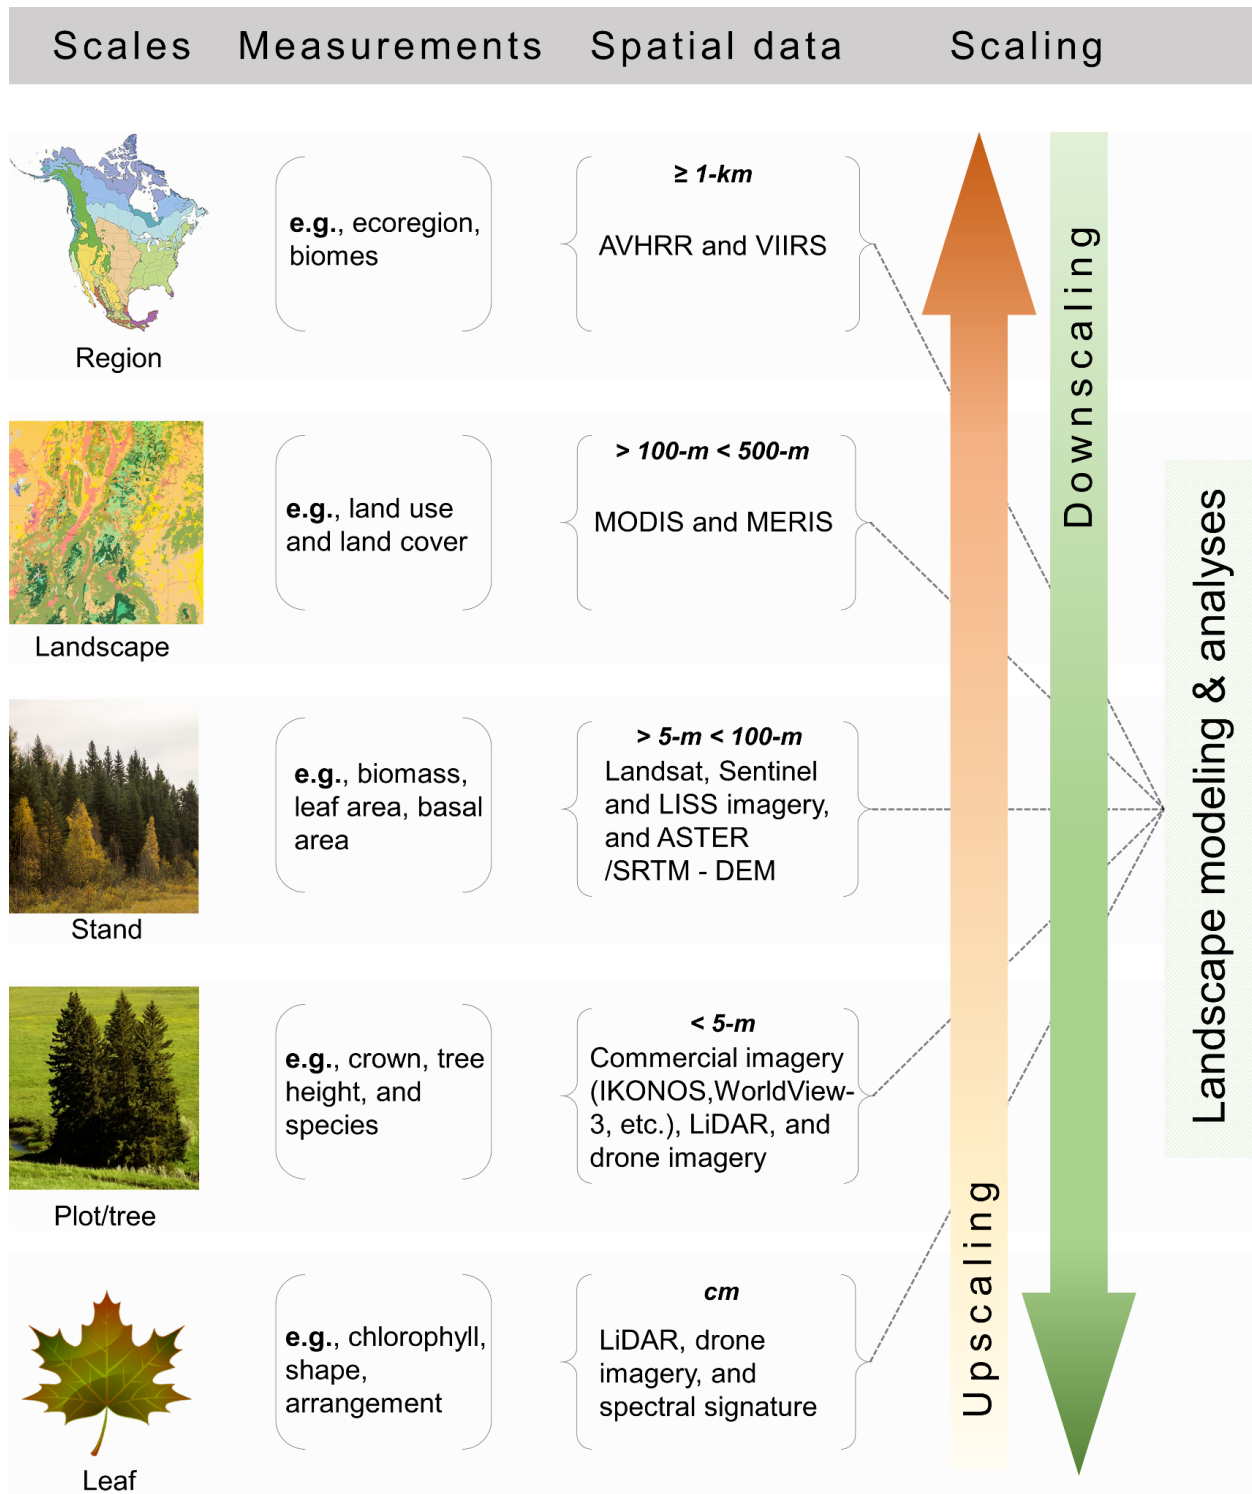 Scales Measurements Spatial data Scaling
Region
e.g., ecoregion,
biomes
≥ 1-km
AVHRR and VIIRS
Landscape
e.g., land use
and land cover
> 100-m < 500-m
MODIS and MERIS
Stand
e.g., biomass,
leaf area, basal
area
> 5-m < 100-m
Landsat, Sentinel
and LISS imagery,
and ASTER
/SRTM - DEM
Plot/tree
e.g., crown, tree
height, and
species
< 5-m
Commercial imagery
(IKONOS,WorldView-
3, etc.), LiDAR, and
drone imagery
Leaf
e.g., chlorophyll,
shape,
arrangement
cm
LiDAR, drone
imagery, and
spectral signature
Upscaling
Downscaling
Landscape modeling & analyses